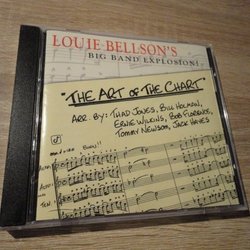 LOUIE BELLSON'S
BIG BAND EXPLOSION!
"THE ART OF THE CHART"
ARR BY: THAD JONES, BILL HOLMAN,
ERNIE WILKINS, BOB FLORENCE,
TOMMY NEWSOM, JACK HAYES